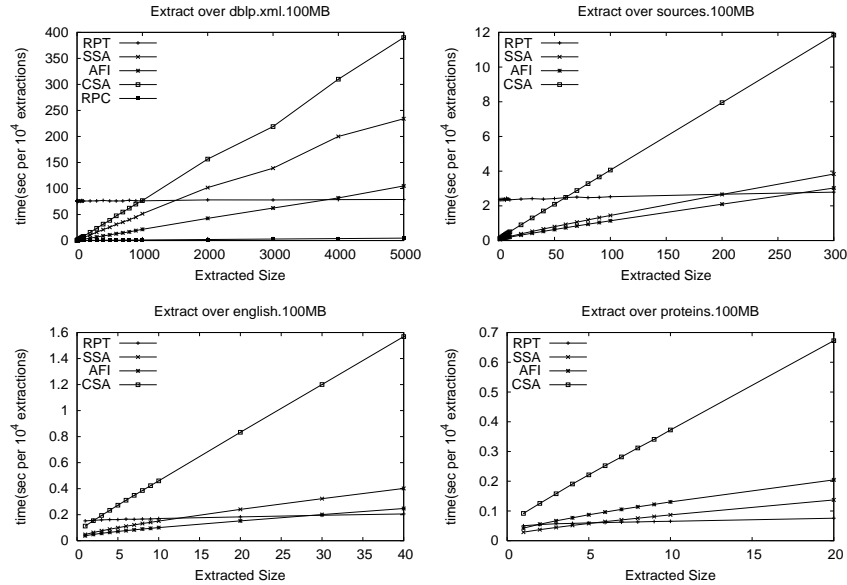 Extract over dblp.xml.100MB
time(sec per 10^4 extractions)
400
350
300
250
200
150
100
50
0
RPT
SSA
AFI
CSA
RPC
0 1000 2000 3000 4000 5000
Extracted Size
Extract over sources.100MB
time(sec per 10^4 extractions)
12
10
8
6
4
2
0
RPT
SSA
AFI
CSA
0 50 100 150 200 250 300
Extracted Size
Extract over english.100MB
time(sec per 10^4 extractions)
1.6
1.4
1.2
1
0.8
0.6
0.4
0.2
0
RPT
SSA
AFI
CSA
0 5 10 15 20 25 30 35 40
Extracted Size
Extract over proteins.100MB
time(sec per 10^4 extractions)
0.7
0.6
0.5
0.4
0.3
0.2
0.1
0
RPT
SSA
AFI
CSA
0 5 10 15 20
Extracted Size